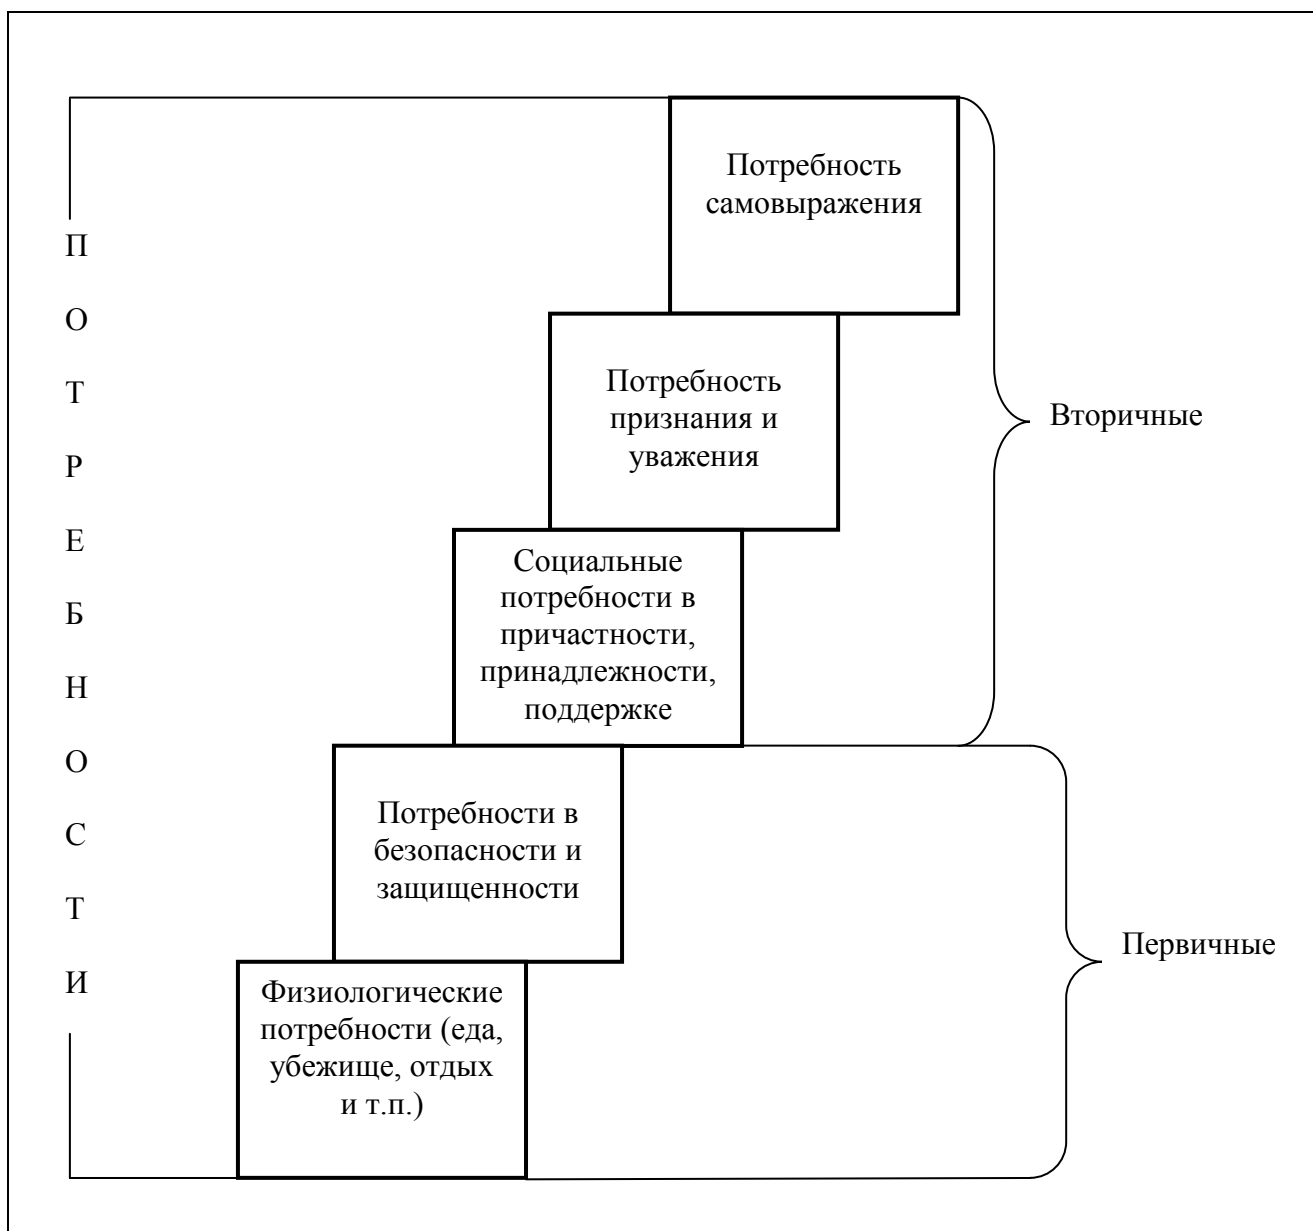 Потребность
самовыражения
Потребность
признания и
уважения
Вторичные
Социальные
потребности в
причастности,
принадлежности,
поддержке
Потребности в
безопасности и
защищенности
Первичные
Физиологические
потребности (еда,
убежище, отдых
и т.п.)
П
О
Т
Р
Е
Б
Н
О
С
Т
И